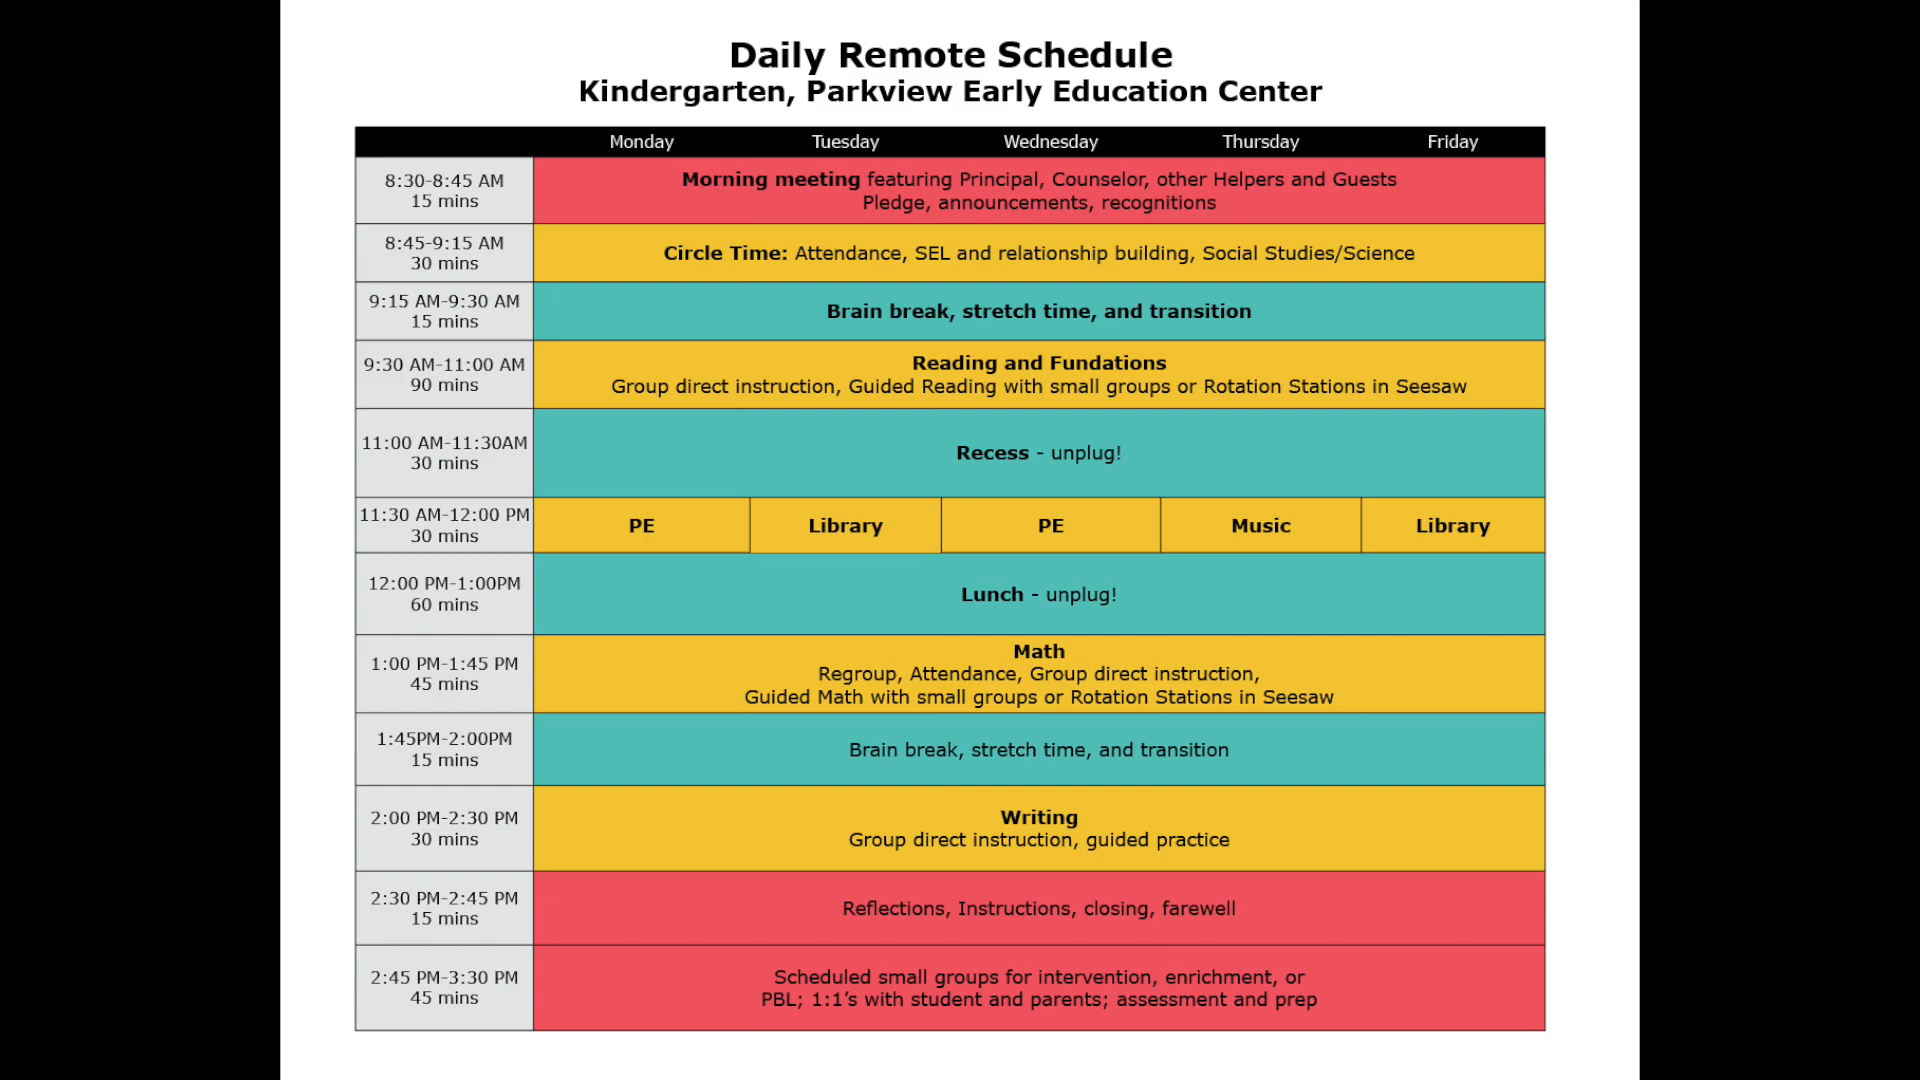 Daily Remote Schedule
Kindergarten, Parkview Early Education Center
Monday Tuesday Wednesday Thursday Friday
8:30-8:45 AM
15 mins
Morning meeting featuring Principal, Counselor, other Helpers and Guests
Pledge, announcements, recognitions
8:45-9:15 AM
30 mins
Circle Time: Attendance, SEL and relationship building, Social Studies/Science
9:15 AM-9:30 AM
15 mins
Brain break, stretch time, and transition
9:30 AM-11:00 AM
90 mins
Reading and Fundations
Group direct instruction, Guided Reading with small groups or Rotation Stations in Seesaw
11:00 AM-11:30AM
30 mins
Recess - unplug!
11:30 AM-12:00 PM
30 mins
PE Library PE Music Library
12:00 PM-1:00PM
60 mins
Lunch - unplug!
1:00 PM-1:45 PM
45 mins
Math
Regroup, Attendance, Group direct instruction,
Guided Math with small groups or Rotation Stations in Seesaw
1:45PM-2:00PM
15 mins
Brain break, stretch time, and transition
2:00 PM-2:30 PM
30 mins
Writing
Group direct instruction, guided practice
2:30 PM-2:45 PM
15 mins
Reflections, Instructions, closing, farewell
2:45 PM-3:30 PM
45 mins
Scheduled small groups for intervention, enrichment, or
PBL; 1:1’s with student and parents; assessment and prep